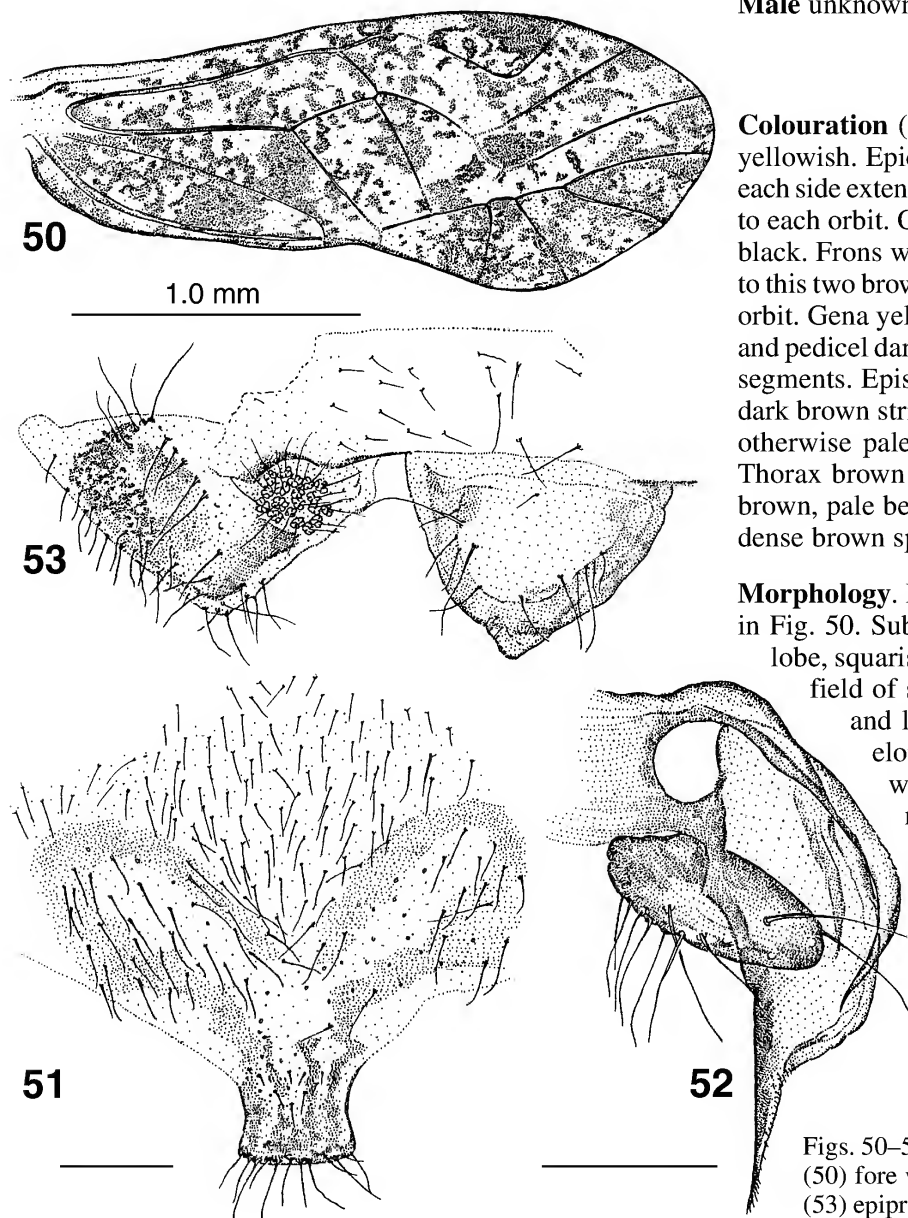 Male unknown
Colouration (
yellowish. Epic
each side exten
to each orbit. G
black. Frons w
to this two brow
orbit. Gena yel
and pedicel dar
segments. Epis
dark brown stri
otherwise pale
Thorax brown
brown, pale be
dense brown sp
Morphology.
in Fig. 50. Sub
lobe, squaris
field of s
and l
elo
w
50
1.0 mm
53
51
52
Figs. 50–5
(50) fore w
(53) epipr